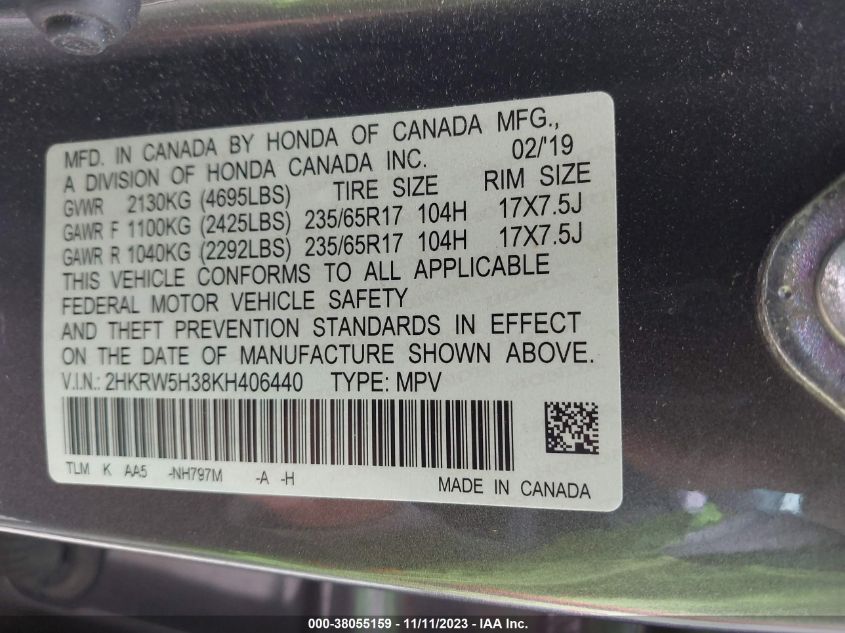 MFD. IN CANADA BY HONDA OF CANADA MFG.,
A DIVISION OF HONDA CANADA INC. 02/'19
GVWR 2130KG (4695LBS) TIRE SIZE RIM SIZE
GAWR F 1100KG (2425LBS) 235/65R17 104H 17X7.5J
GAWR R 1040KG (2292LBS) 235/65R17 104H 17X7.5J
THIS VEHICLE CONFORMS TO ALL APPLICABLE
FEDERAL MOTOR VEHICLE SAFETY
AND THEFT PREVENTION STANDARDS IN EFFECT
ON THE DATE OF MANUFACTURE SHOWN ABOVE.
V.I.N.: 2HKRW5H38KH406440 TYPE: MPV
TLM K AA5 -NH797M -A -H
MADE IN CANADA
000-38055159 - 11/11/2023 - IAA Inc.